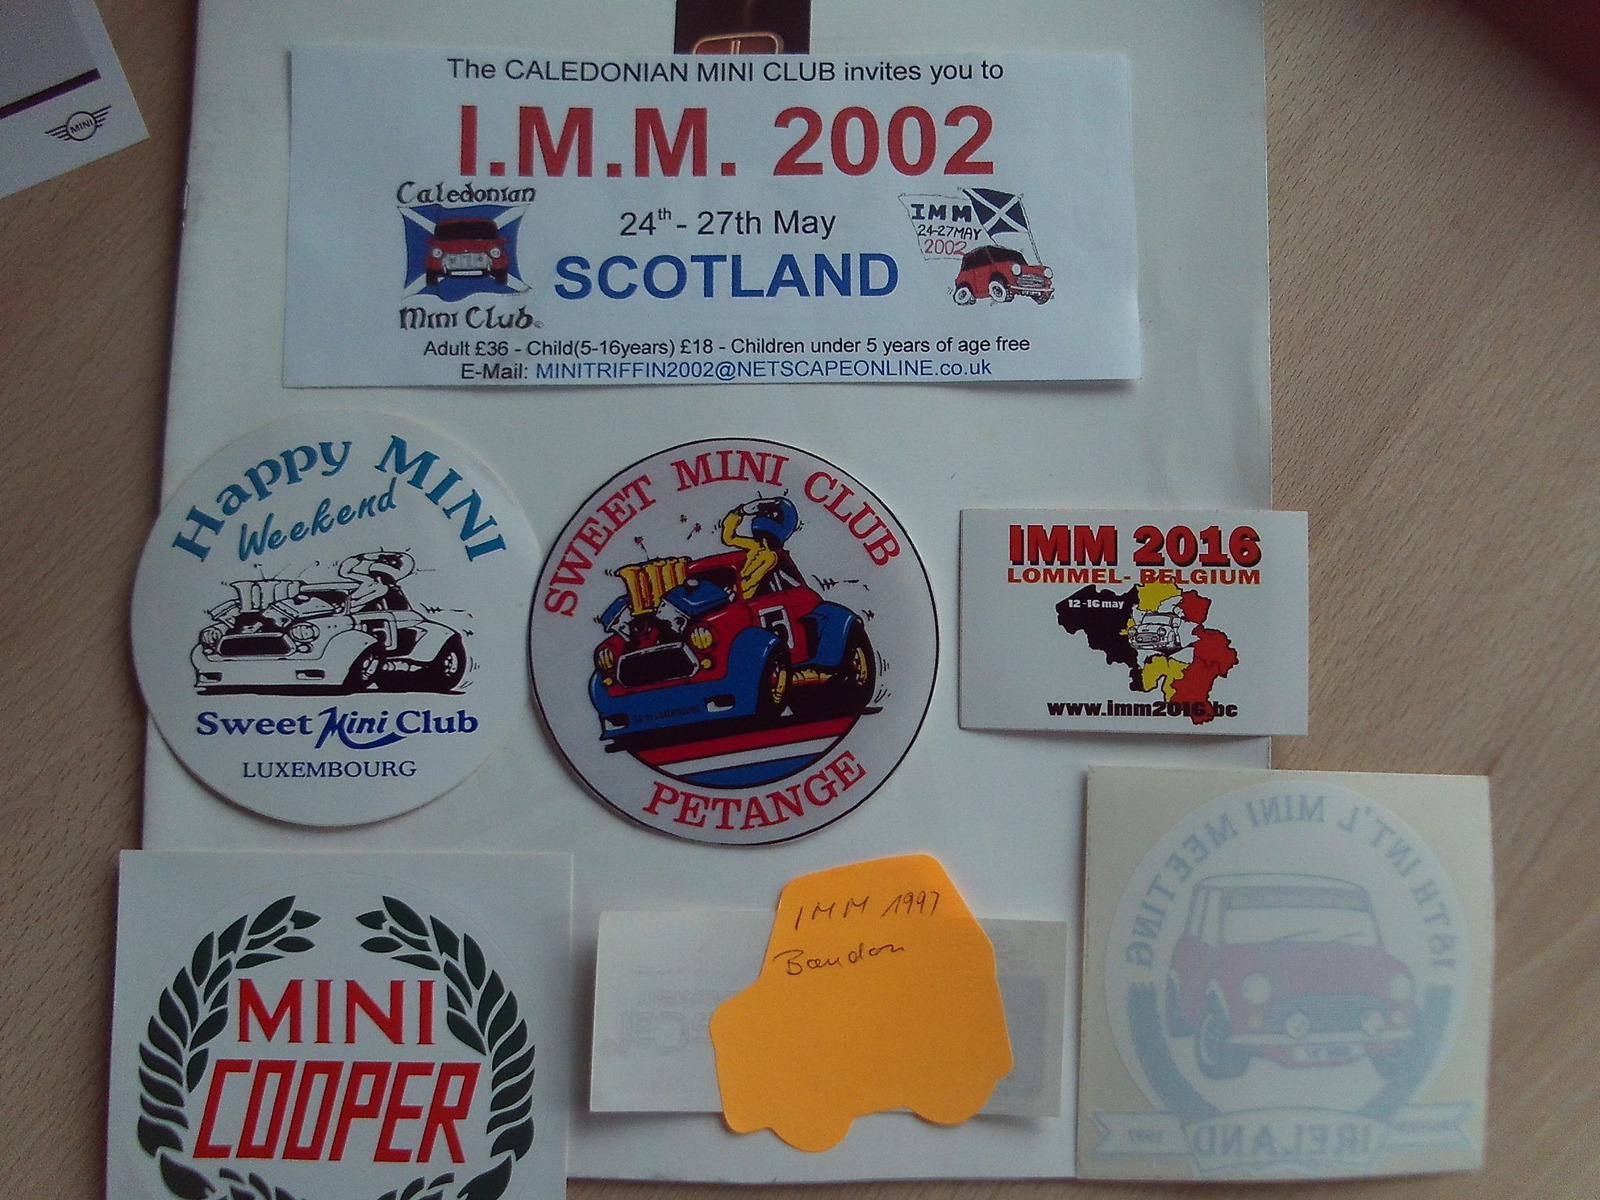 MINI
The CALEDONIAN MINI CLUB invites you to
I.M.M. 2002
Caledonian
Mini Club
24th - 27th May
SCOTLAND
IMM
24-27MAY
2002
Adult £36 - Child(5-16years) £18 - Children under 5 years of age free
E-Mail: MINITRIFFIN2002@NETSCAPEONLINE.co.uk
Happy MINI
Weekend
Sweet Mini Club
LUXEMBOURG
SWEET MINI CLUB
5
PETANGE
IMM 2016
LOMMEL- BELGIUM
12-16 may
www.imm2016.be
MINI
COOPER
IMM 1997
Bandon
18TH INT'L MINI MEETING
1997
IRELAND